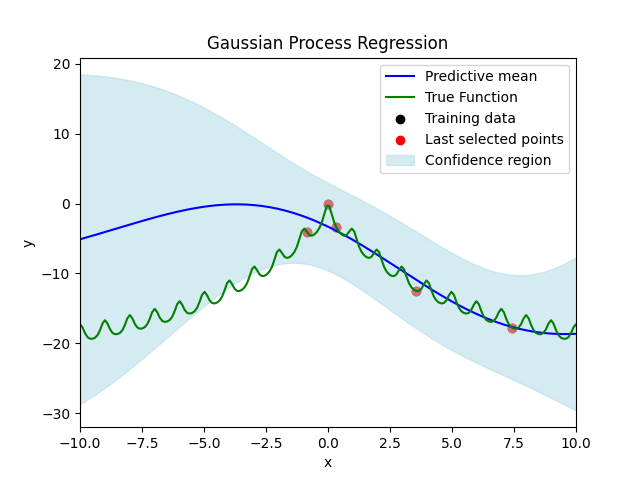 Gaussian Process Regression
Predictive mean
True Function
Training data
Last selected points
Confidence region
y
20
10
0
−10
−20
−30
−10.0 −7.5 −5.0 −2.5 0.0 2.5 5.0 7.5 10.0
x